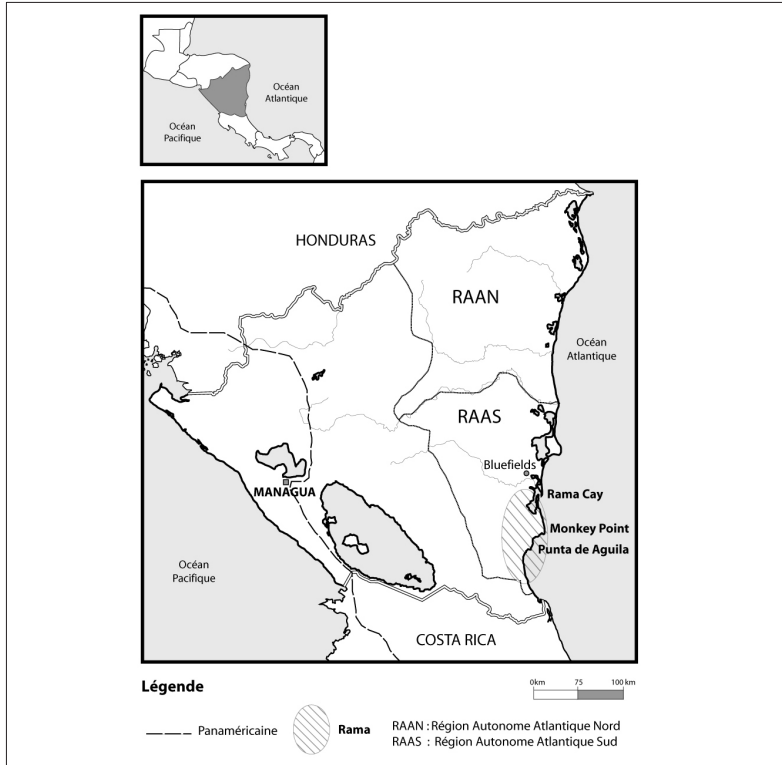 Océan
Atlantique
Océan
Pacifique
HONDURAS
RAAN
Océan
Atlantique
RAAS
Bluefields
MANAGUA
Rama Cay
Monkey Point
Punta de Aguila
Océan
Pacifique
COSTA RICA
Légende
0km 75 100 km
Panaméricaine
Rama
RAAN : Région Autonome Atlantique Nord
RAAS : Région Autonome Atlantique Sud